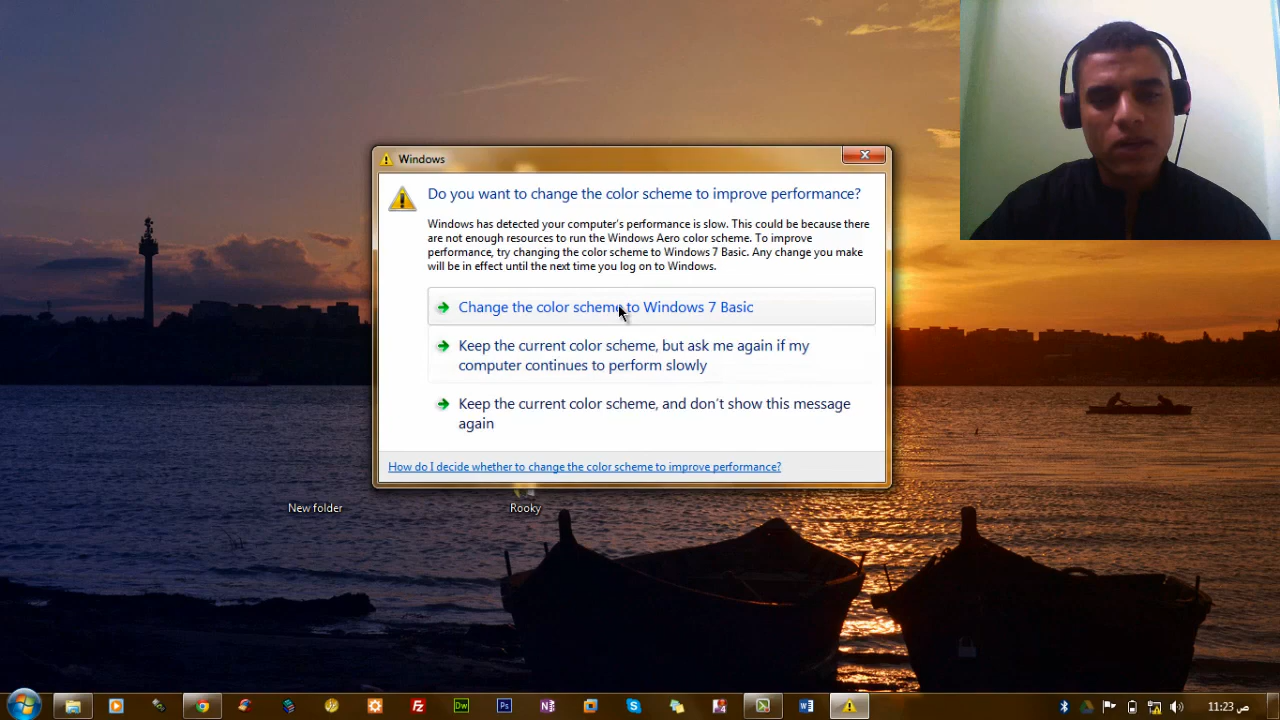 Windows
Do you want to change the color scheme to improve performance?
Windows has detected your computer's performance is slow. This could be because
there are not enough resources to run the Windows Aero color scheme. To improve
performance, try changing the color scheme to Windows 7 Basic. Any change you make
will be in effect until the next time you log on to Windows.
Change the color scheme to Windows 7 Basic
Keep the current color scheme, but ask me again if my
computer continues to perform slowly
Keep the current color scheme, and don't show this message
again
How do I decide whether to change the color scheme to improve performance?
New folder
Rooky
Fz
Dw
Ps
N
S
W
11:23 ص